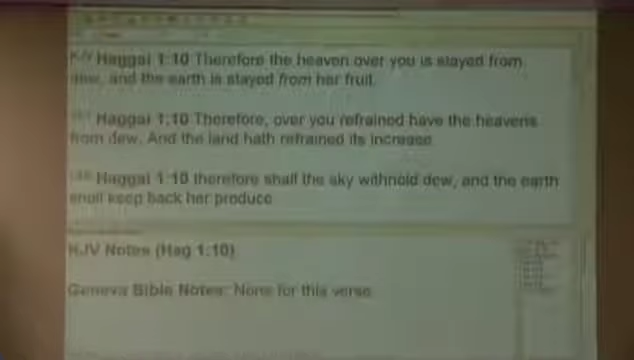 KJV Haggai 1:10 Therefore the heaven over you is stayed from
dew, and the earth is stayed from her fruit.
Haggai 1:10 Therefore, over you refrained have the heavens
from dew, And the land hath refrained its increase
Haggai 1:10 therefore shall the sky withhold dew, and the earth
shall keep back her produce
KJV Notes (Hag 1:10)
Geneva Bible Notes: None for this verse